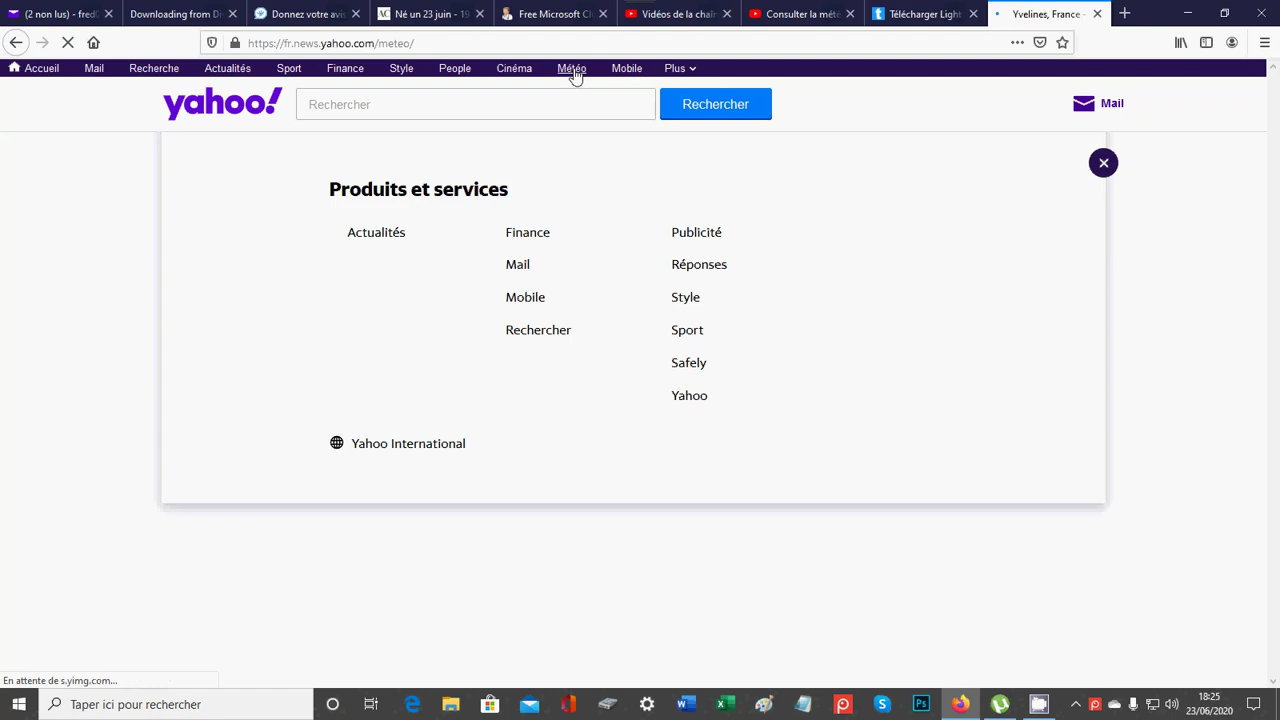 (2 non lus) - fred
Downloading from Di
Donnez votre avis
Né un 23 juin - 19
Free Microsoft Cl
Vidéos de la chaîn
Consulter la mété
Télécharger Light
Yvelines, France -
https://fr.news.yahoo.com/meteo/
Accueil Mail Recherche Actualités Sport Finance Style People Cinéma Météo Mobile Plus
yahoo! Rechercher Rechercher Mail
Produits et services
Actualités Finance Publicité
Mail Réponses
Mobile Style
Rechercher Sport
Safely
Yahoo
Yahoo International
En attente de s.yimg.com...
Taper ici pour rechercher
18:25
23/06/2020